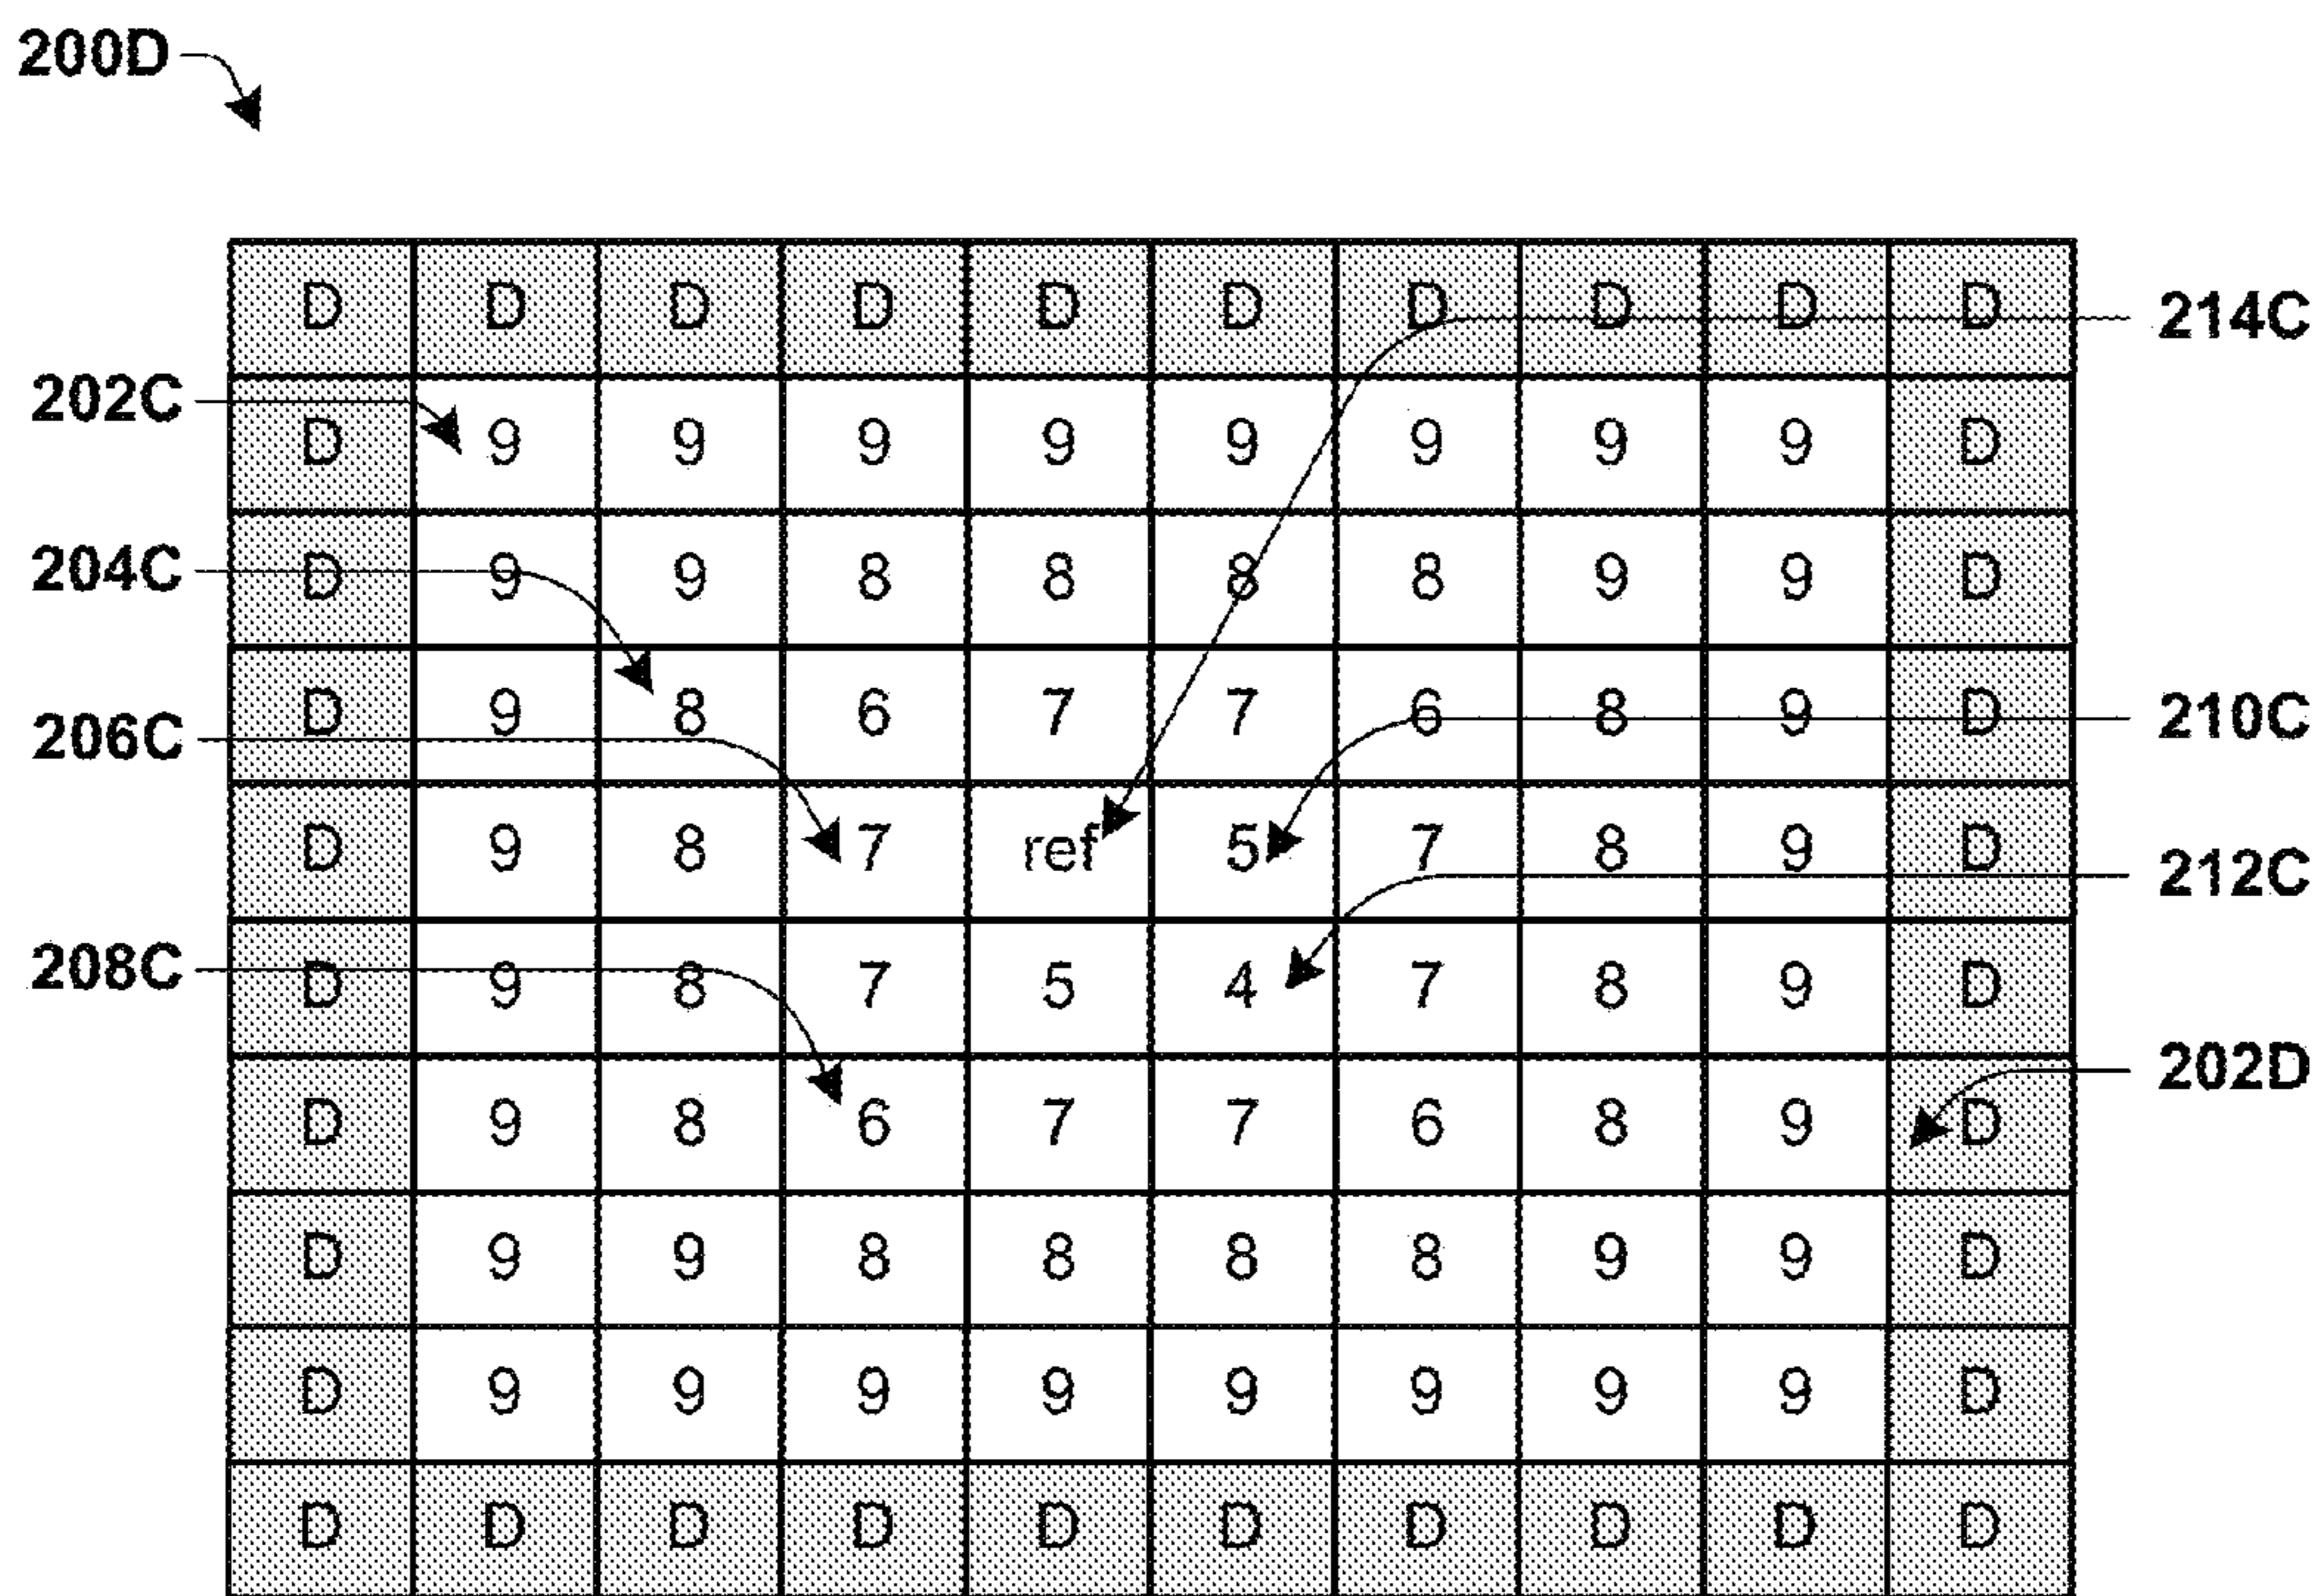 200D
D D D D D D D D D D 214C
202C D 9 9 9 9 9 9 9 9 D
204C D 9 9 8 8 8 8 9 9 D
206C D 9 8 6 7 7 6 8 9 D 210C
D 9 8 7 ref 5 7 8 9 D 212C
208C D 9 8 7 5 4 7 8 9 D
D 9 8 6 7 7 6 8 9 D 202D
D 9 9 8 8 8 8 9 9 D
D 9 9 9 9 9 9 9 9 D
D D D D D D D D D D